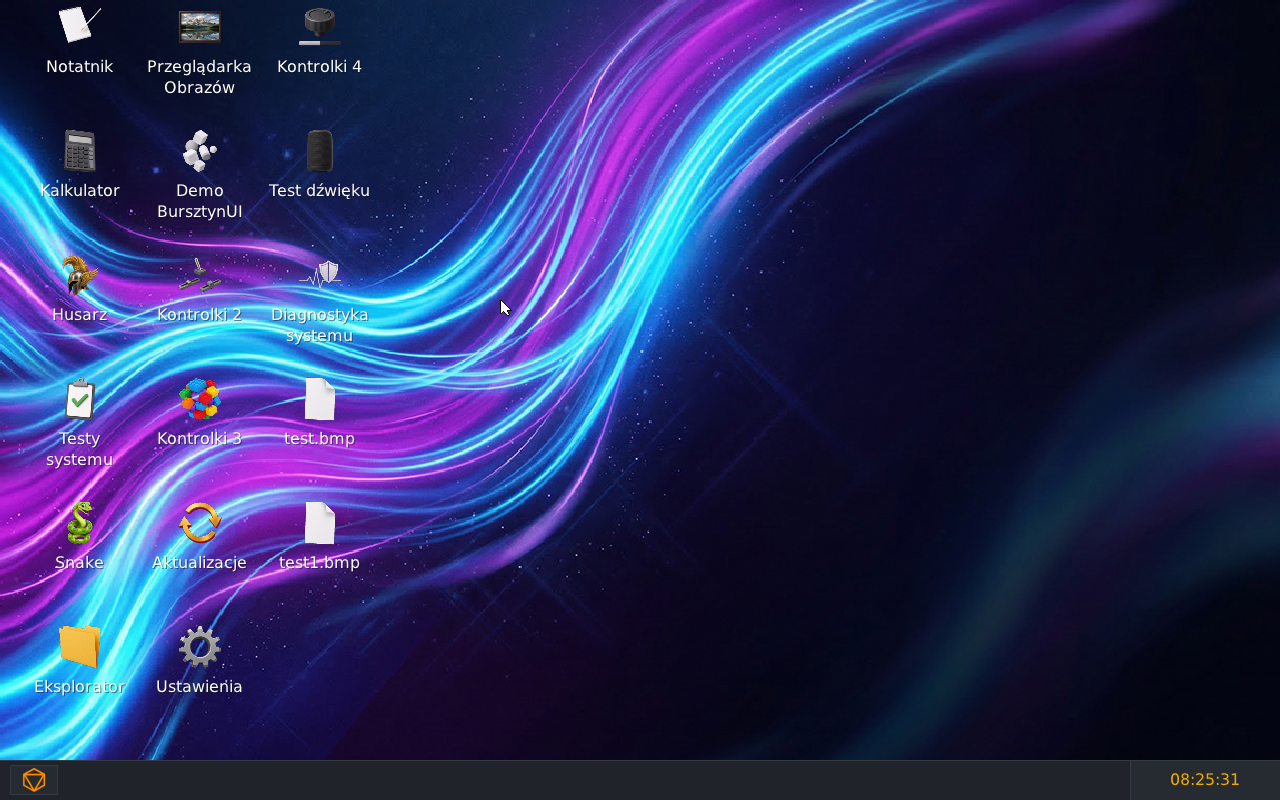 Notatnik
Przeglądarka
Obrazów
Kontrolki 4
Kalkulator
Demo
BursztynUI
Test dźwięku
Husarz
Kontrolki 2
Diagnostyka
systemu
Testy
systemu
Kontrolki 3
test.bmp
Snake
Aktualizacje
test1.bmp
Eksplorator
Ustawienia
08:25:31